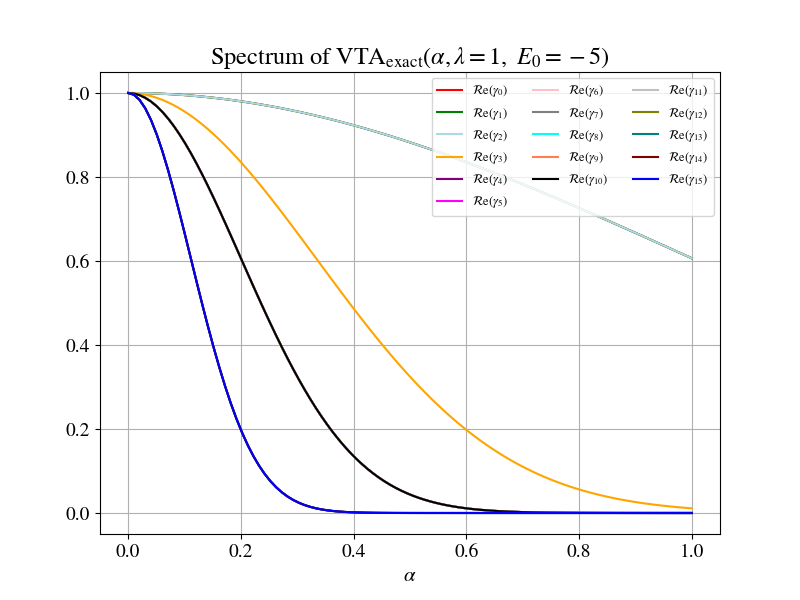 Spectrum of VTA_exact(α, λ = 1, E_0 = −5)
1.0
0.8
0.6
0.4
0.2
0.0
ℛe(γ_0) ℛe(γ_6) ℛe(γ_11)
ℛe(γ_1) ℛe(γ_7) ℛe(γ_12)
ℛe(γ_2) ℛe(γ_8) ℛe(γ_13)
ℛe(γ_3) ℛe(γ_9) ℛe(γ_14)
ℛe(γ_4) ℛe(γ_10) ℛe(γ_15)
ℛe(γ_5)
0.0 0.2 0.4 0.6 0.8 1.0
α